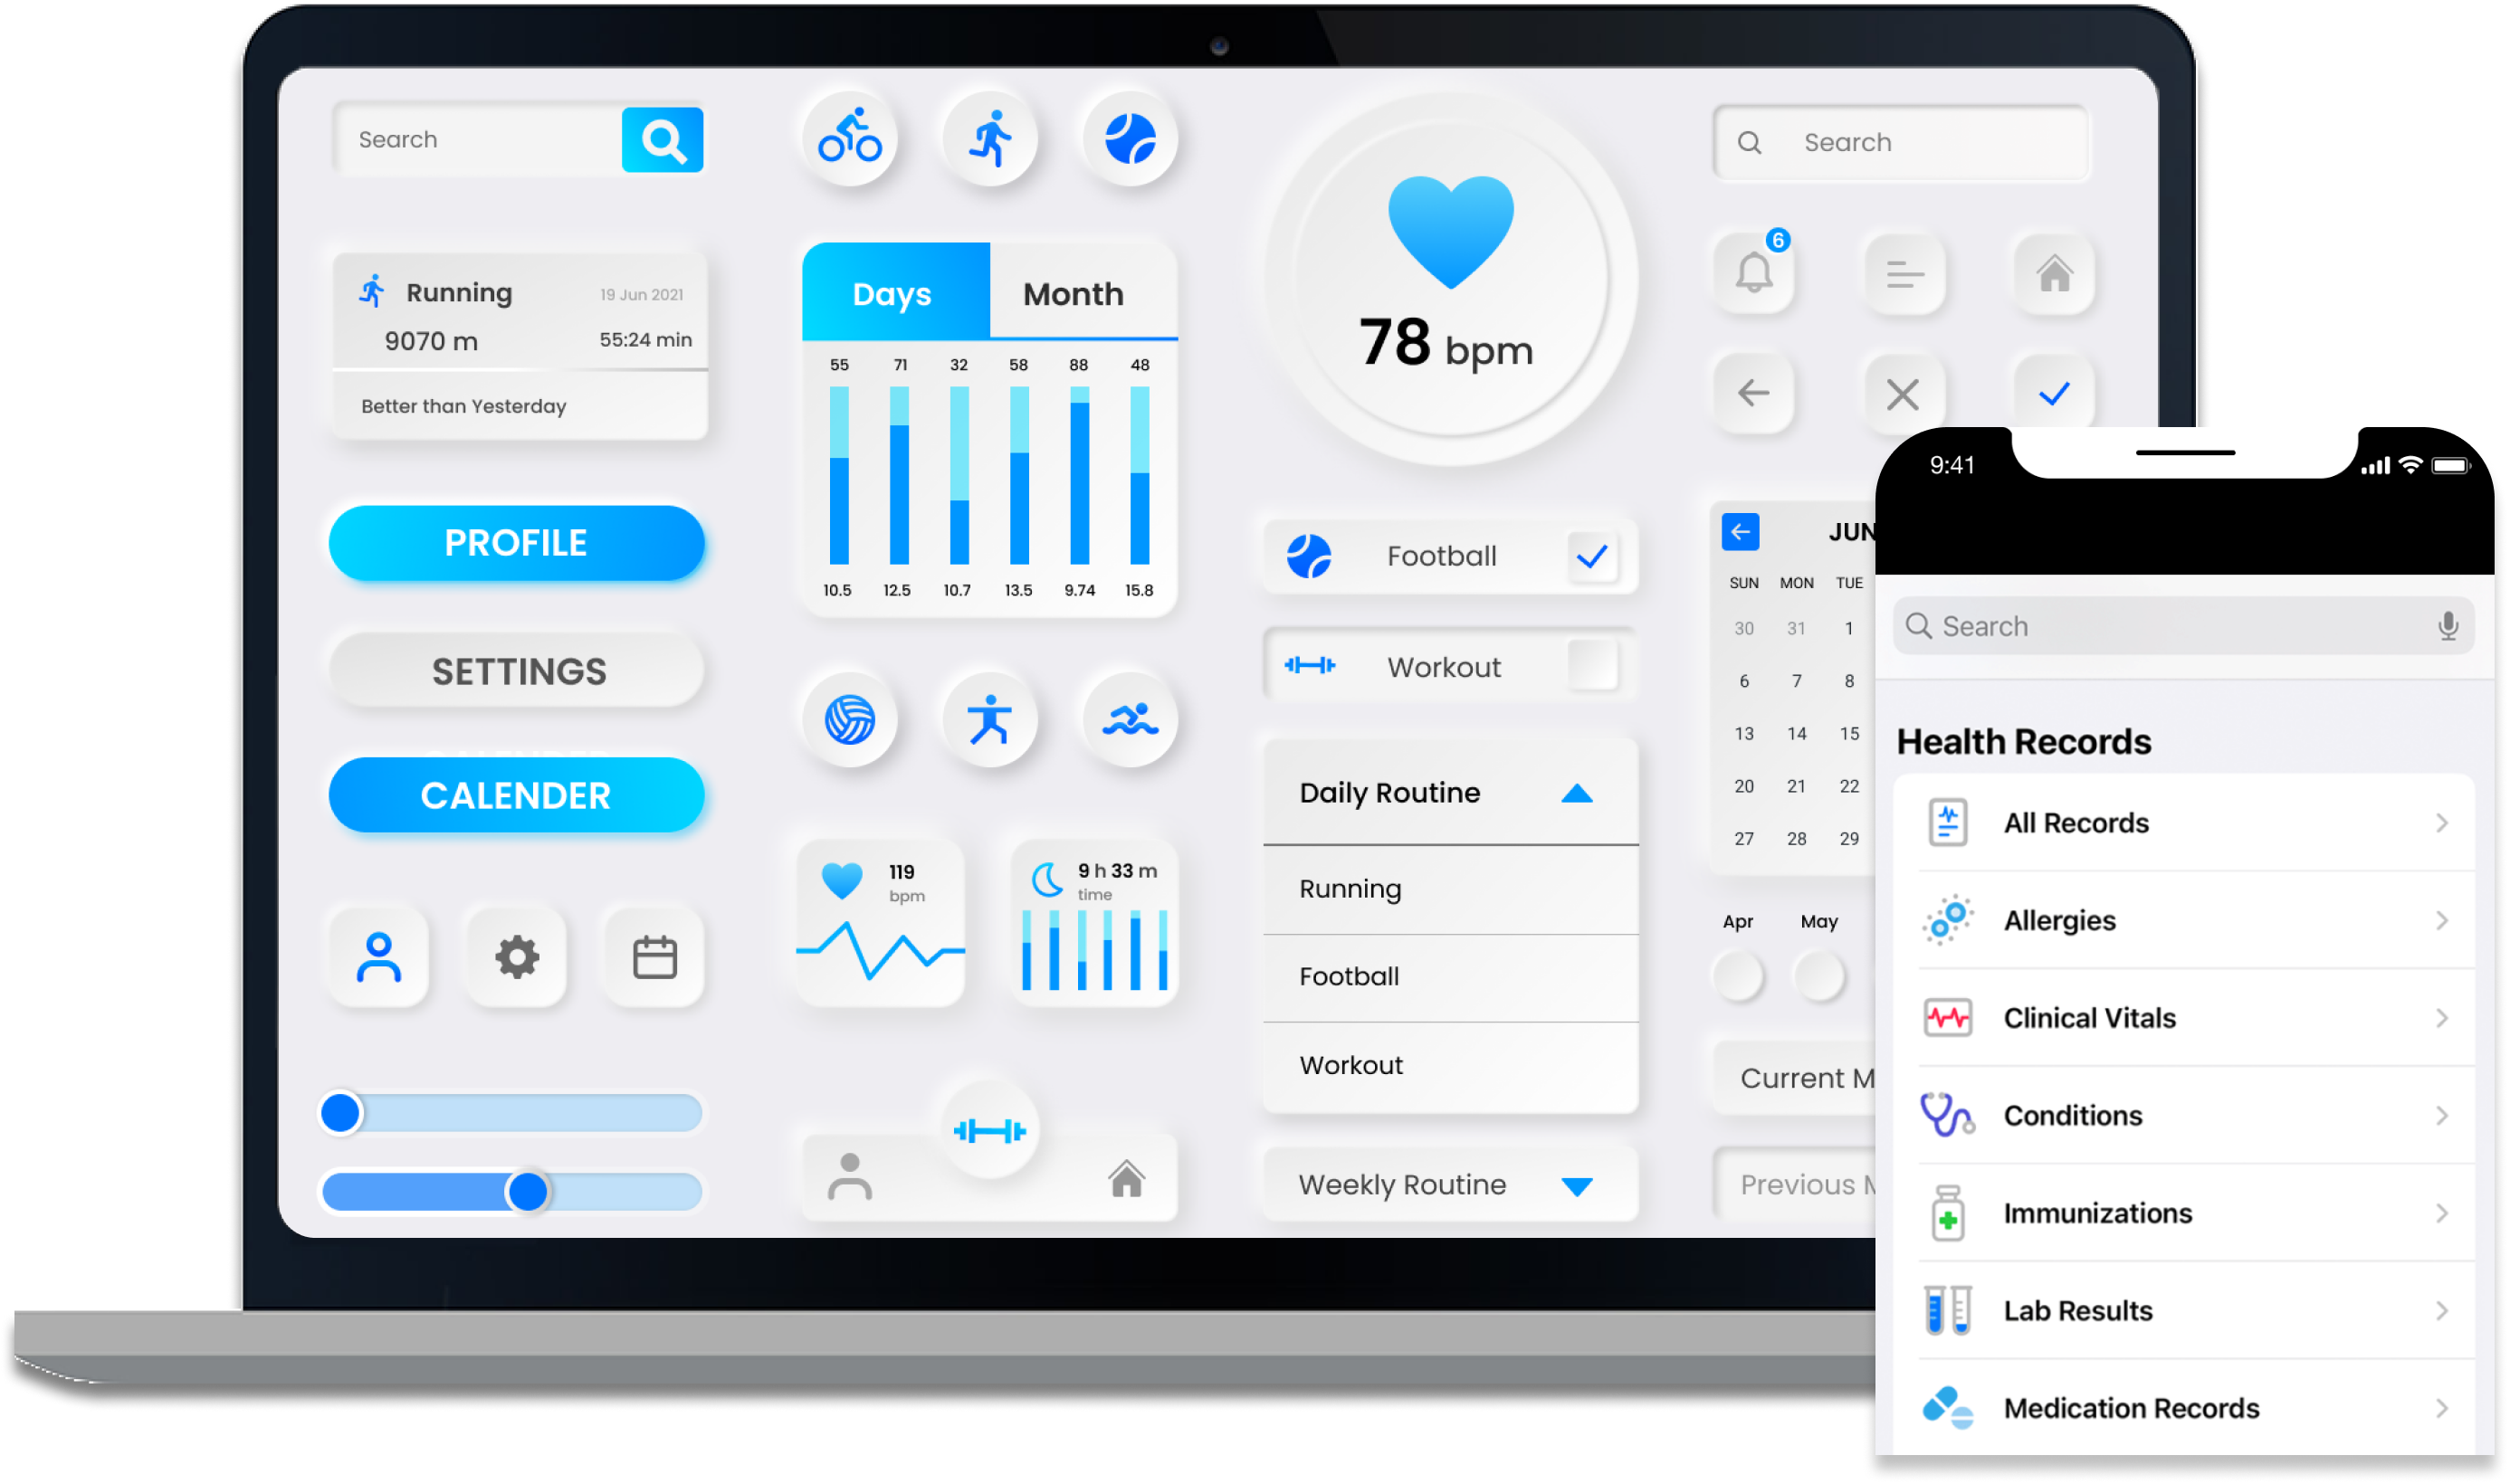 Search
Running
19 Jun 2021
9070 m
55:24 min
Better than Yesterday
PROFILE
SETTINGS
CALENDER
Days
Month
55 71 32 58 88 48
10.5 12.5 10.7 13.5 9.74 15.8
119
bpm
9 h 33 m
time
78 bpm
Football
Workout
Daily Routine
Running
Football
Workout
Weekly Routine
Search
6
JUN
SUN MON TUE
30 31 1
6 7 8
13 14 15
20 21 22
27 28 29
Apr May
Current M
Previous
9:41
Search
Health Records
All Records
Allergies
Clinical Vitals
Conditions
Immunizations
Lab Results
Medication Records